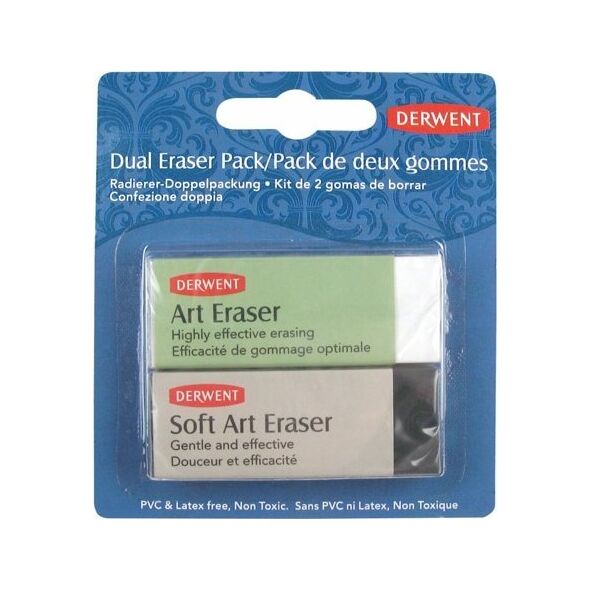 DERWENT
Dual Eraser Pack/Pack de deux gommes
Radierer-Doppelpackung • Kit de 2 gomas de borrar
Confezione doppia
DERWENT
Art Eraser
Highly effective erasing
Efficacité de gommage optimale
DERWENT
Soft Art Eraser
Gentle and effective
Douceur et efficacité
PVC & Latex free, Non Toxic. Sans PVC ni Latex, Non Toxique